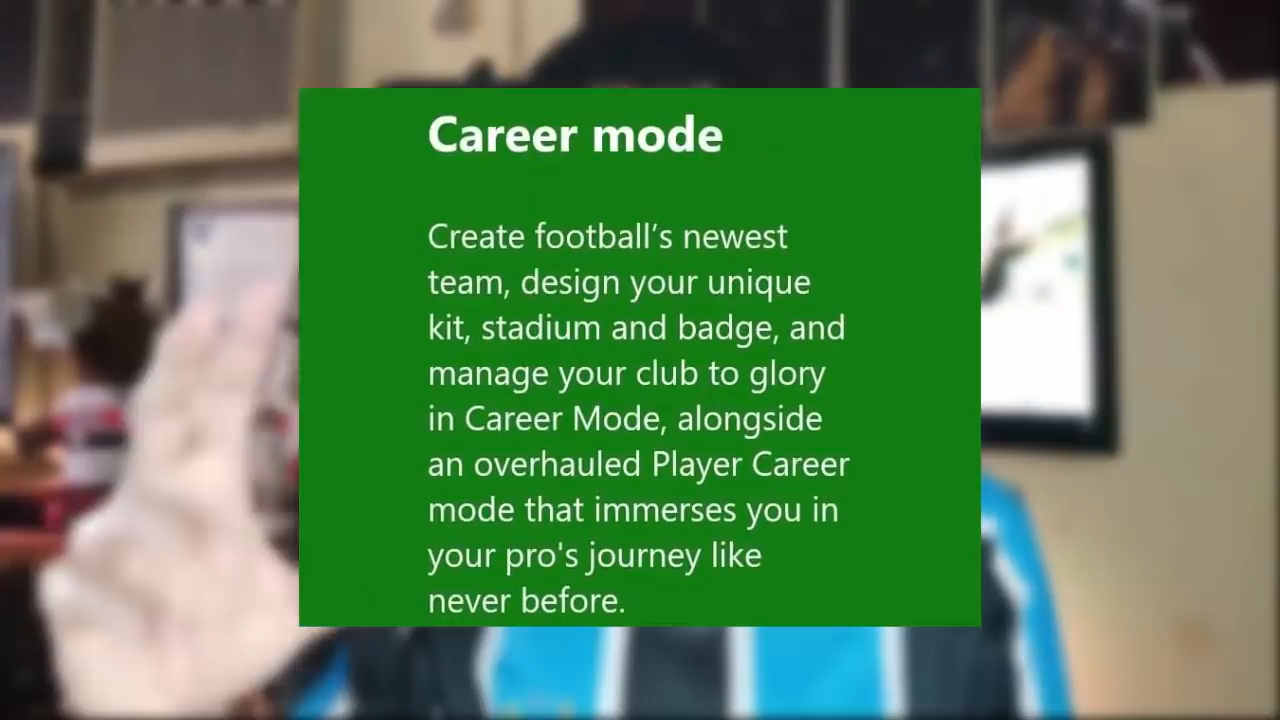 Career mode
Create football’s newest
team, design your unique
kit, stadium and badge, and
manage your club to glory
in Career Mode, alongside
an overhauled Player Career
mode that immerses you in
your pro's journey like
never before.